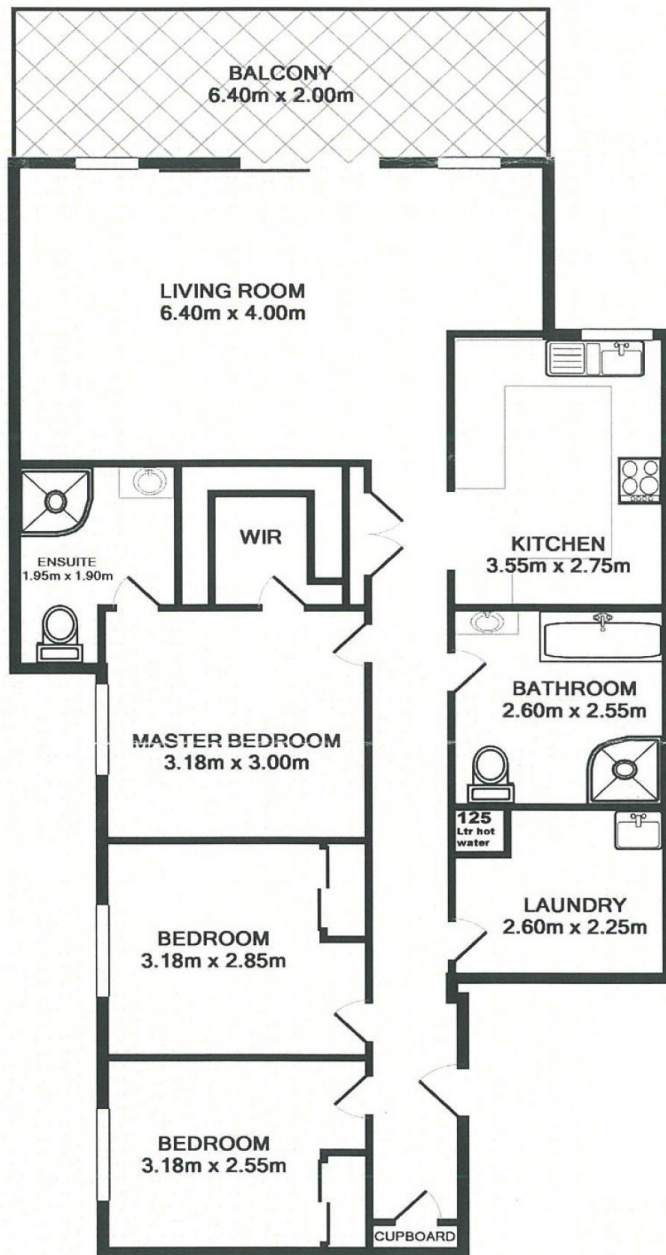 BALCONY
6.40m x 2.00m
LIVING ROOM
6.40m x 4.00m
WIR
ENSUITE
1.95m x 1.90m
KITCHEN
3.55m x 2.75m
BATHROOM
2.60m x 2.55m
MASTER BEDROOM
3.18m x 3.00m
125
Ltr hot
water
LAUNDRY
2.60m x 2.25m
BEDROOM
3.18m x 2.85m
BEDROOM
3.18m x 2.55m
CUPBOARD